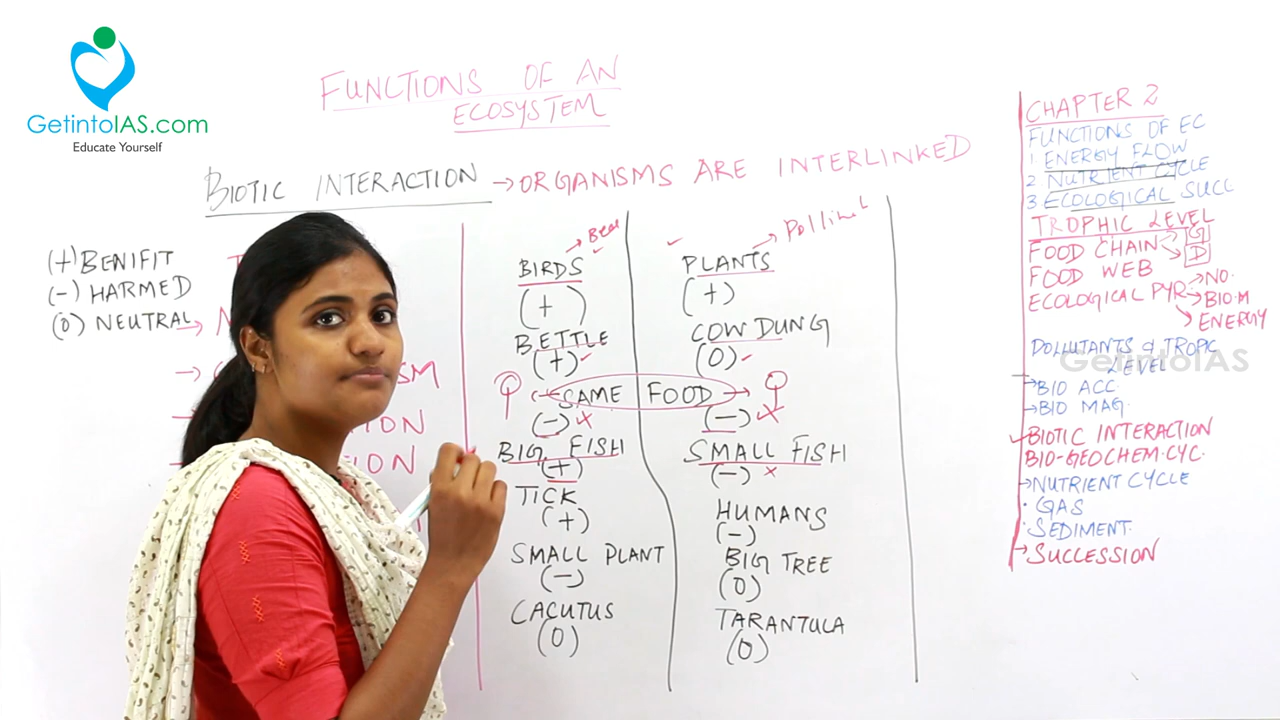 GetintoIAS.com
Educate Yourself
FUNCTIONS OF AN
ECOSYSTEM
BIOTIC INTERACTION → ORGANISMS ARE INTERLINKED
(+) BENIFIT
(-) HARMED
(0) NEUTRAL
BIRDS
(+)
BETTLE
(+)
SAME FOOD
(-)
BIG FISH
(+)
TICK
(+)
SMALL PLANT
(-)
CACUTUS
(0)
PLANTS
(+)
COW DUNG
(0)
(-)
SMALL FISH
(-)
HUMANS
(-)
BIG TREE
(0)
TARANTULA
(0)
CHAPTER 2
FUNCTIONS OF EC
1. ENERGY FLOW
2. NUTRIENT CYCLE
3. ECOLOGICAL SUCC
TROPHIC LEVEL
FOOD CHAIN G
D
FOOD WEB
ECOLOGICAL PYR. → NO.
→ BIO.M
→ ENERGY
POLLUTANTS & TROPIC
LEVEL
GetintoIAS
→ BIO ACC
→ BIO MAG.
BIOTIC INTERACTION
BIO-GEOCHEM·CYC.
→ NUTRIENT CYCLE
· GAS
· SEDIMENT.
→ SUCCESSION